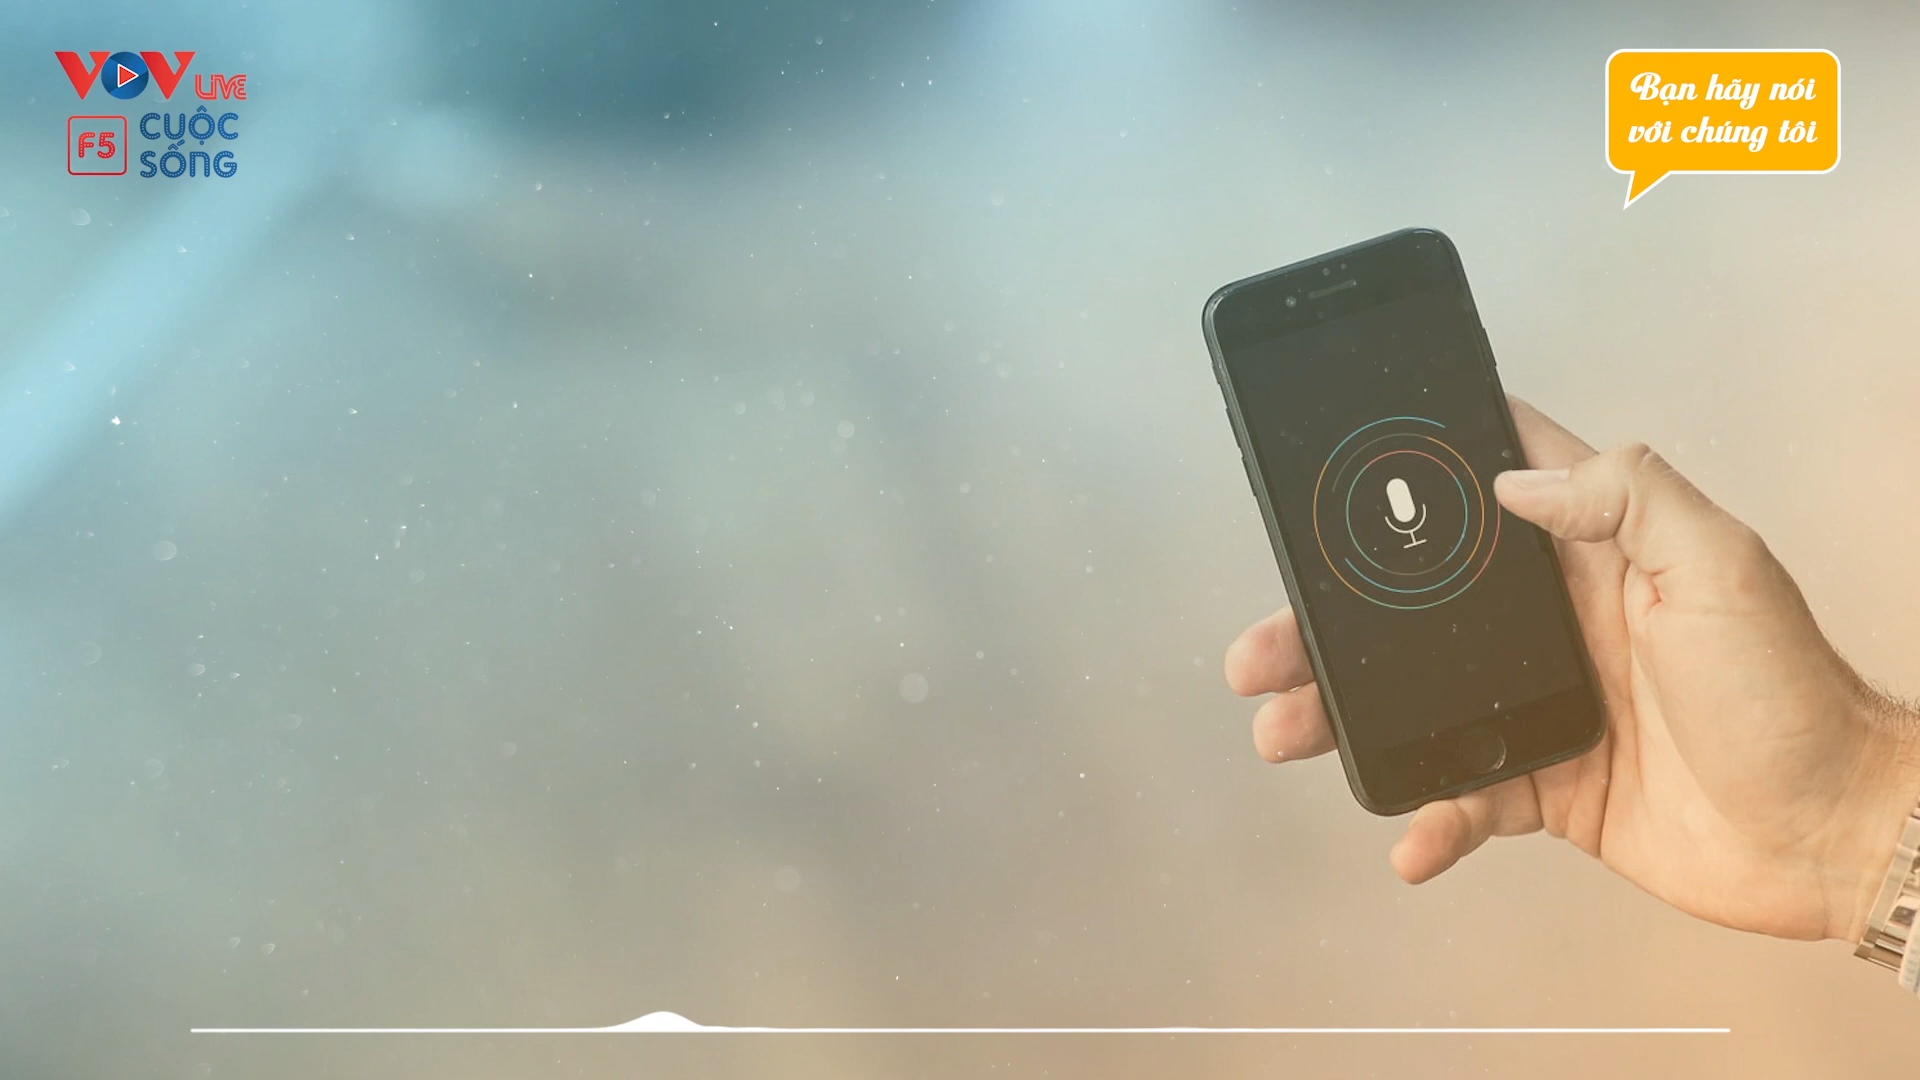 VOV LIVE
F5 CUỘC
SỐNG
Bạn hãy nói
với chúng tôi